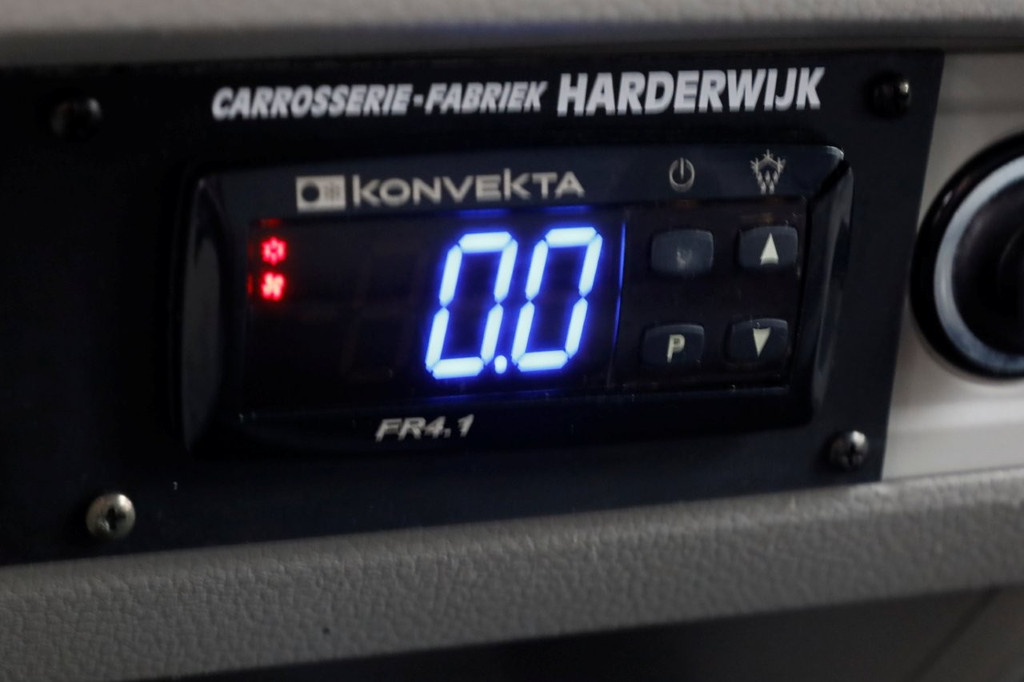 CARROSSERIE-FABRIEK HARDERWIJK
KONVEKTA
0.0
P
FR4.1